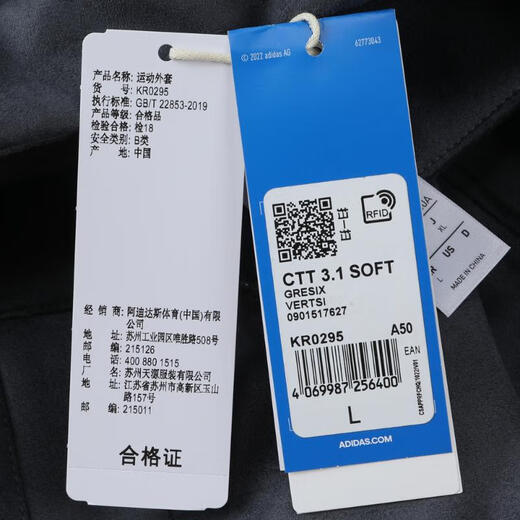 产品名称: 运动外套
货 号: KR0295
执行标准: GB/T 22853-2019
产品等级: 合格品
检验合格: 检18
安全类别: B类
产 地: 中国
经 销 商: 阿迪达斯体育(中国)有限
公司
地 址: 苏州工业园区唯胜路508号
邮 编: 215126
电 话: 400 880 1515
制 造 商: 苏州天源服装有限公司
地 址: 江苏省苏州市高新区玉山
路157号
邮 编: 215011
合格证
© 2022 adidas AG
62773043
RFID
CTT 3.1 SOFT
GRESIX
VERTSI
0901517627
KR0295 A50
EAN
4 069987 256400
L
ADIDAS.COM
J
XL
US D
L
MADE IN CHINA